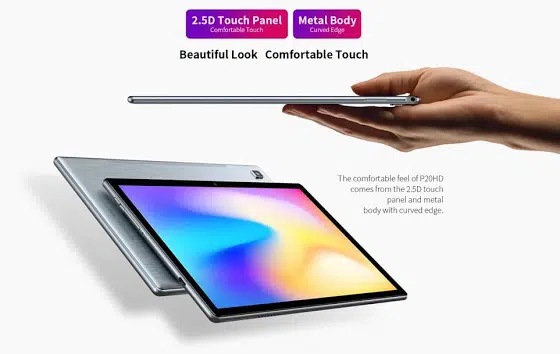 2.5D Touch Panel
Comfortable Touch
Metal Body
Curved Edge
Beautiful Look Comfortable Touch
The comfortable feel of P20HD
comes from the 2.5D touch
panel and metal
body with curved edge.